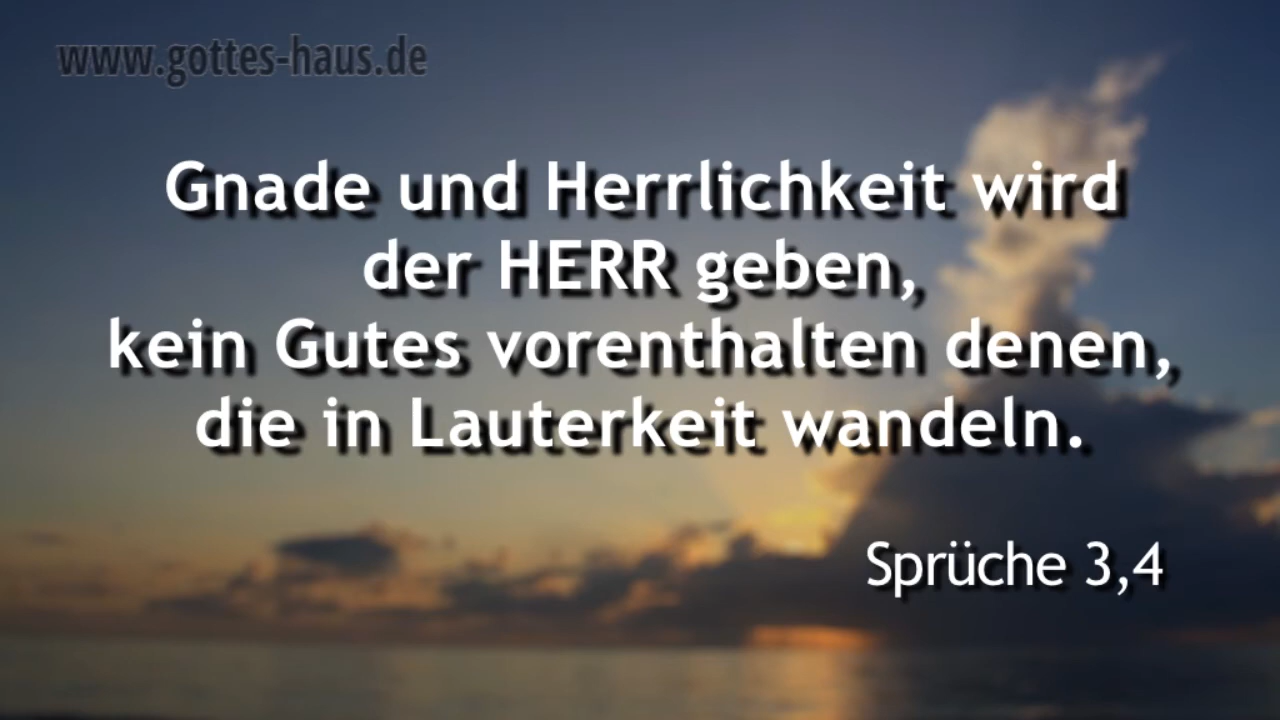 www.gottes-haus.de
Gnade und Herrlichkeit wird
der HERR geben,
kein Gutes vorenthalten denen,
die in Lauterkeit wandeln.
Sprüche 3,4